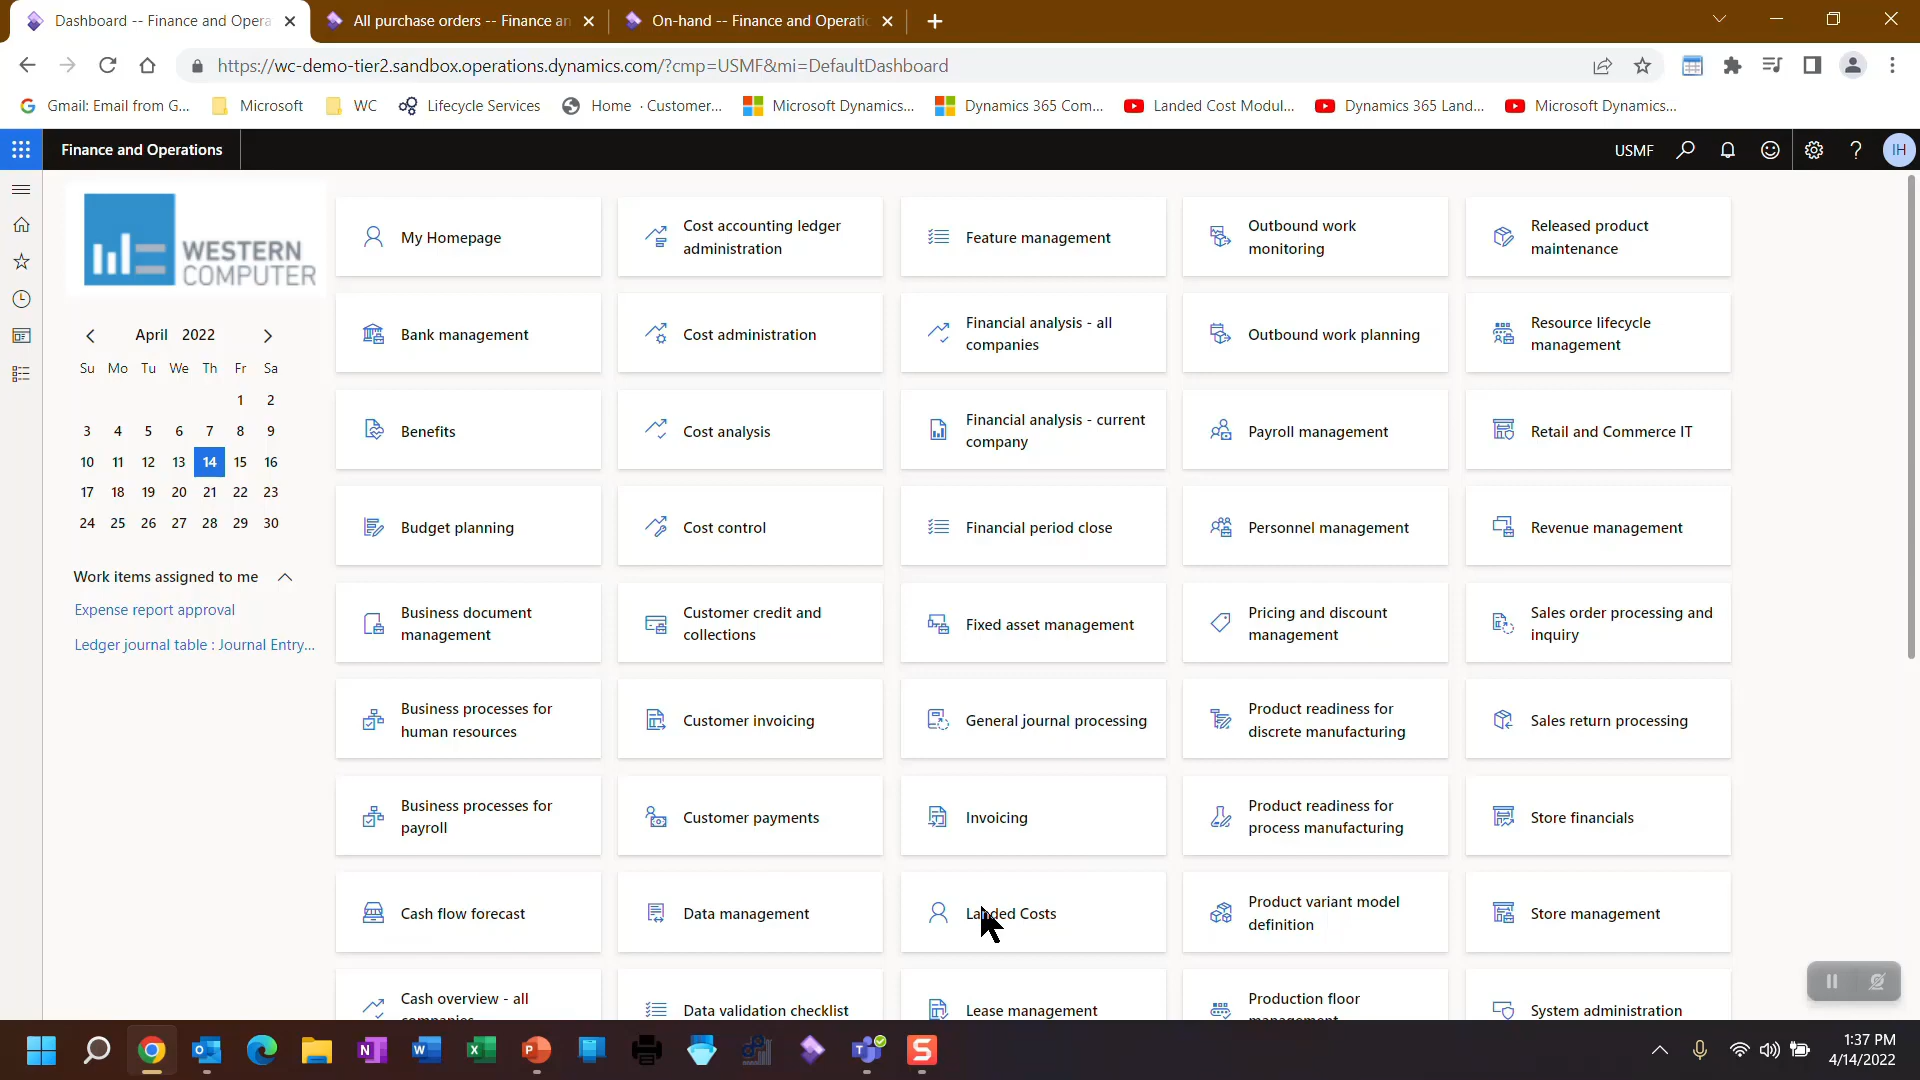 Dashboard -- Finance and Opera
All purchase orders -- Finance an
On-hand -- Finance and Operatio
https://wc-demo-tier2.sandbox.operations.dynamics.com/?cmp=USMF&mi=DefaultDashboard
Gmail: Email from G...
Microsoft
WC
Lifecycle Services
Home · Customer...
Microsoft Dynamics...
Dynamics 365 Com...
Landed Cost Modul...
Dynamics 365 Land...
Microsoft Dynamics...
Finance and Operations
USMF
IH
WESTERN
COMPUTER
April 2022
Su Mo Tu We Th Fr Sa
1 2
3 4 5 6 7 8 9
10 11 12 13 14 15 16
17 18 19 20 21 22 23
24 25 26 27 28 29 30
Work items assigned to me
Expense report approval
Ledger journal table : Journal Entry...
My Homepage
Cost accounting ledger
administration
Feature management
Outbound work
monitoring
Released product
maintenance
Bank management
Cost administration
Financial analysis - all
companies
Outbound work planning
Resource lifecycle
management
Benefits
Cost analysis
Financial analysis - current
company
Payroll management
Retail and Commerce IT
Budget planning
Cost control
Financial period close
Personnel management
Revenue management
Business document
management
Customer credit and
collections
Fixed asset management
Pricing and discount
management
Sales order processing and
inquiry
Business processes for
human resources
Customer invoicing
General journal processing
Product readiness for
discrete manufacturing
Sales return processing
Business processes for
payroll
Customer payments
Invoicing
Product readiness for
process manufacturing
Store financials
Cash flow forecast
Data management
Landed Costs
Product variant model
definition
Store management
Cash overview - all
companies
Data validation checklist
Lease management
Production floor
management
System administration
1:37 PM
4/14/2022